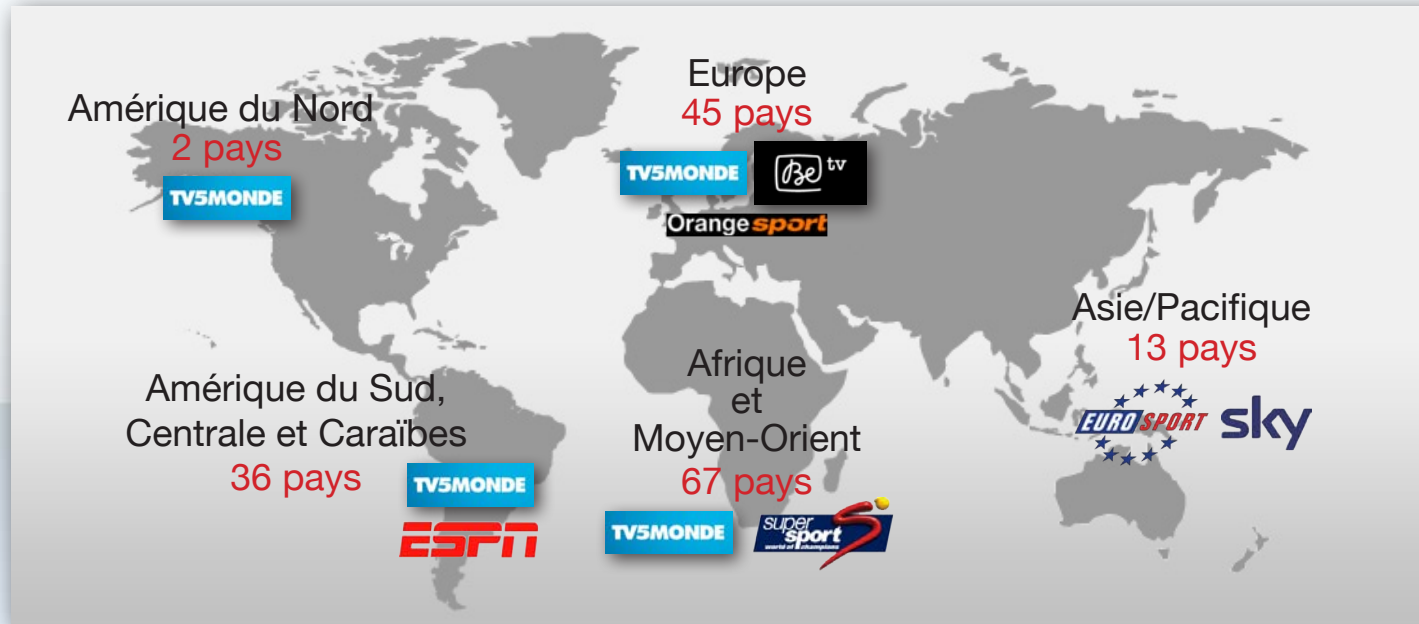 Amérique du Nord
2 pays
TV5MONDE
Europe
45 pays
TV5MONDE
Be tv
Orange sport
Asie/Pacifique
13 pays
EUROSPORT
sky
Amérique du Sud,
Centrale et Caraïbes
36 pays
TV5MONDE
ESPN
Afrique
et
Moyen-Orient
67 pays
TV5MONDE
super
sport
world of champions